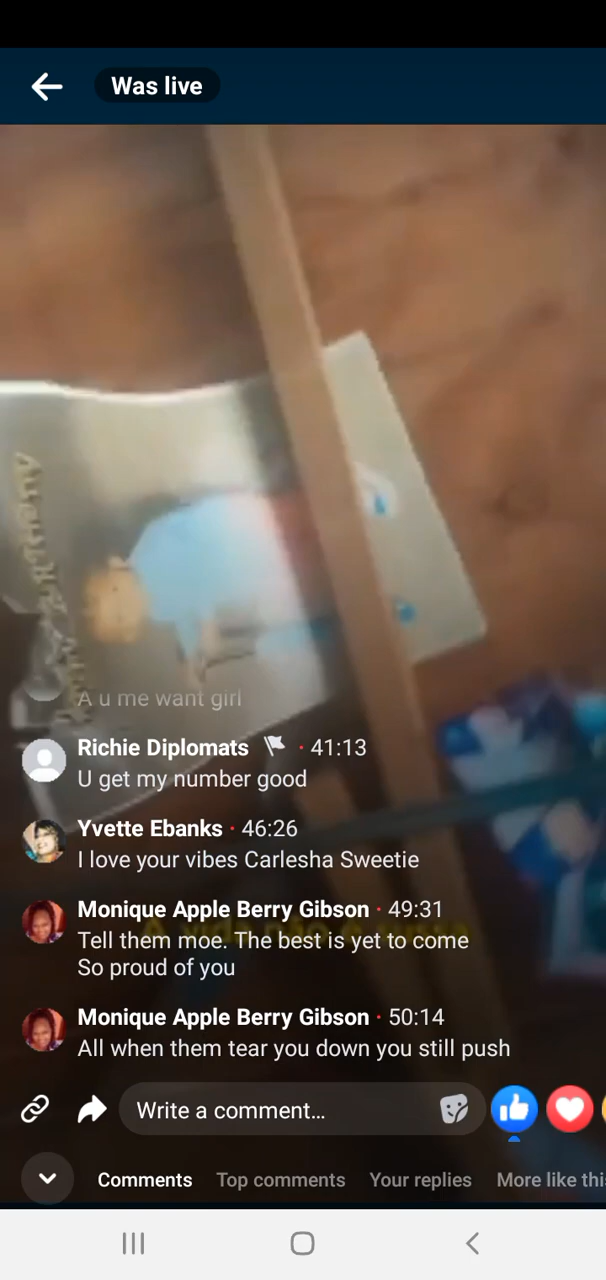 Was live
A u me want girl
Richie Diplomats · 41:13
U get my number good
Yvette Ebanks · 46:26
I love your vibes Carlesha Sweetie
Monique Apple Berry Gibson · 49:31
Tell them moe. The best is yet to come
So proud of you
Monique Apple Berry Gibson · 50:14
All when them tear you down you still push
Write a comment…
Comments Top comments Your replies More like this